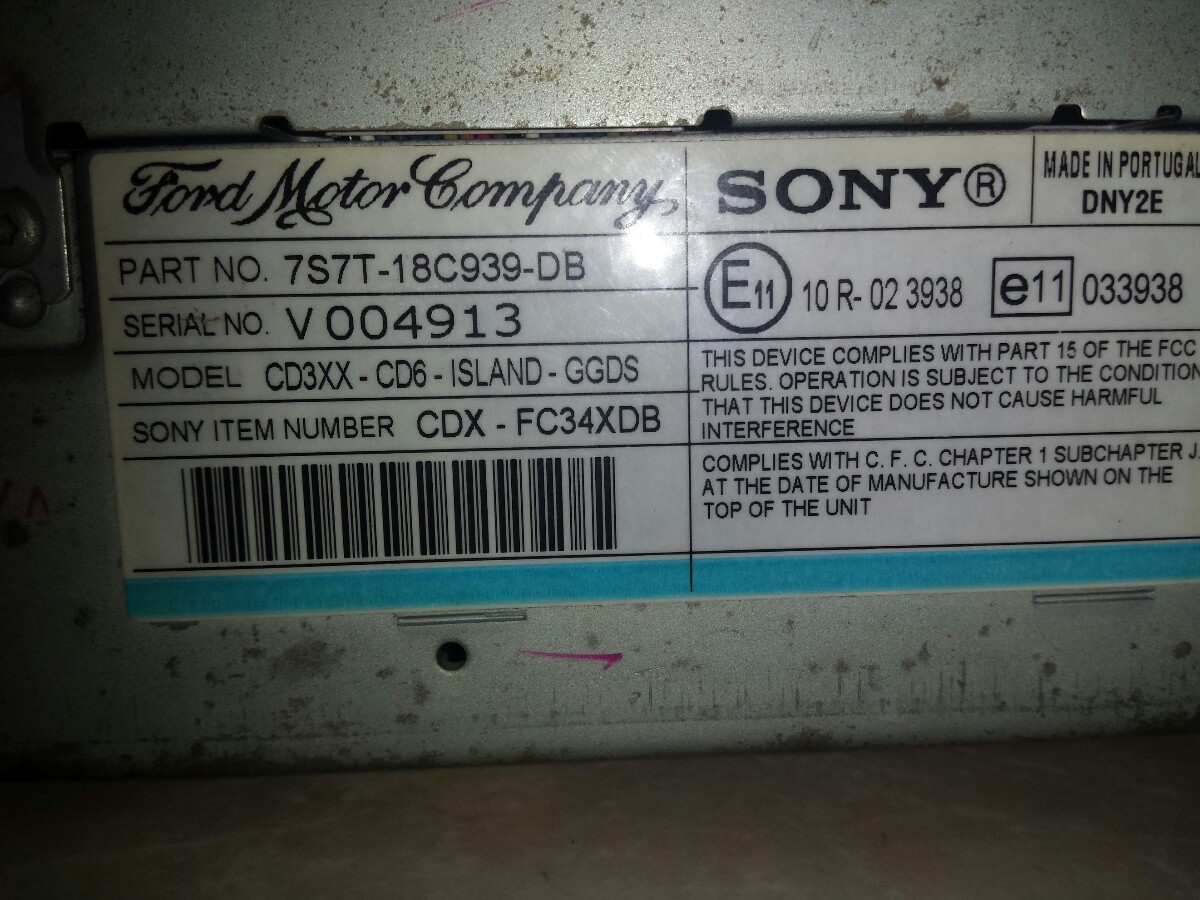 Ford Motor Company
SONY®
MADE IN PORTUGAL
DNY2E
PART NO. 7S7T-18C939-DB
SERIAL NO. V004913
MODEL CD3XX - CD6 - ISLAND - GGDS
SONY ITEM NUMBER CDX - FC34XDB
E11 10 R- 02 3938 e11 033938
THIS DEVICE COMPLIES WITH PART 15 OF THE FCC
RULES. OPERATION IS SUBJECT TO THE CONDITION
THAT THIS DEVICE DOES NOT CAUSE HARMFUL
INTERFERENCE
COMPLIES WITH C. F. C. CHAPTER 1 SUBCHAPTER J.
AT THE DATE OF MANUFACTURE SHOWN ON THE
TOP OF THE UNIT